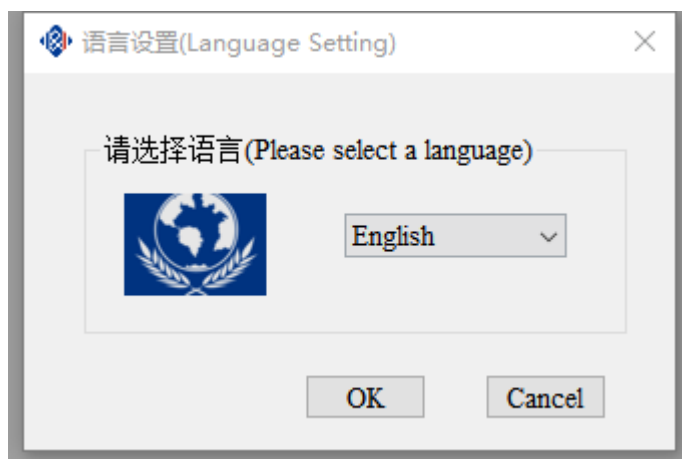 语言设置(Language Setting)
请选择语言(Please select a language)
English
OK
Cancel